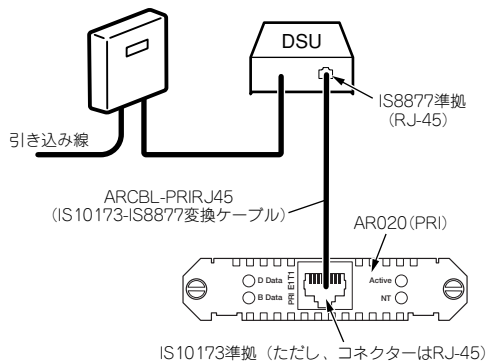 DSU
IS8877準拠
（RJ-45）
引き込み線
ARCBL-PRIRJ45
（IS10173-IS8877変換ケーブル）
AR020（PRI）
D Data
B Data
PRI E1T1
Active
NT
IS10173準拠（ただし、コネクターはRJ-45）